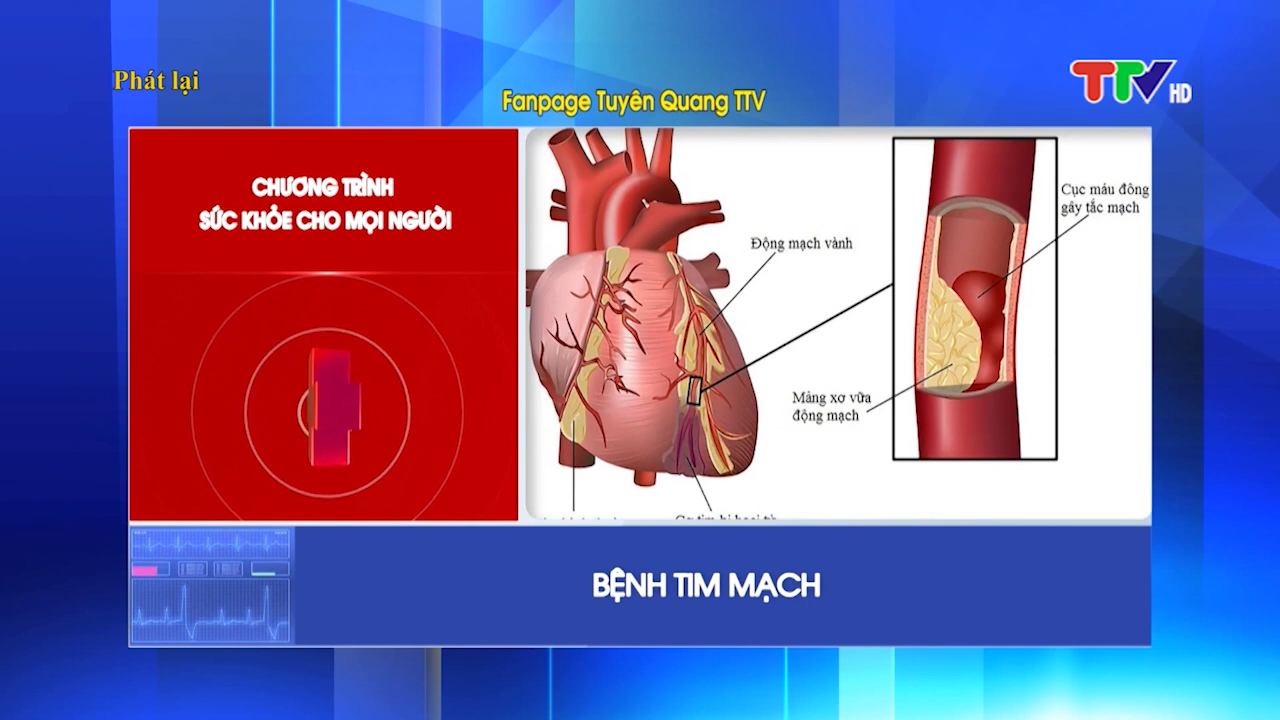 Phát lại
Fanpage Tuyên Quang TTV
TTV HD
CHƯƠNG TRÌNH
SỨC KHỎE CHO MỌI NGƯỜI
Động mạch vành
Cục máu đông
gây tắc mạch
Mảng xơ vữa
động mạch
BỆNH TIM MẠCH